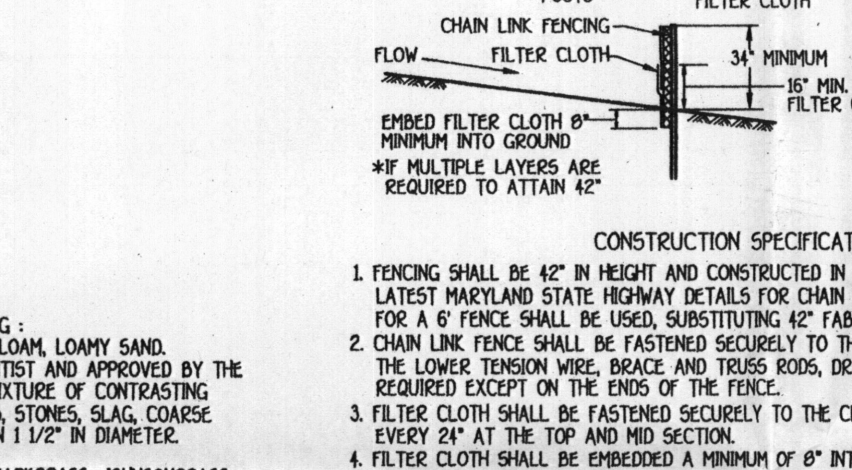 FILTER CLOTH
CHAIN LINK FENCING
FLOW
FILTER CLOTH
34" MINIMUM
16" MIN.
FILTER
EMBED FILTER CLOTH 8"
MINIMUM INTO GROUND
*IF MULTIPLE LAYERS ARE
REQUIRED TO ATTAIN 42"
CONSTRUCTION SPECIFICAT
1. FENCING SHALL BE 42" IN HEIGHT AND CONSTRUCTED IN
LATEST MARYLAND STATE HIGHWAY DETAILS FOR CHAIN
FOR A 6' FENCE SHALL BE USED, SUBSTITUTING 42" FAB
2. CHAIN LINK FENCE SHALL BE FASTENED SECURELY TO TH
THE LOWER TENSION WIRE, BRACE AND TRUSS RODS, DR
REQUIRED EXCEPT ON THE ENDS OF THE FENCE.
3. FILTER CLOTH SHALL BE FASTENED SECURELY TO THE C
EVERY 24" AT THE TOP AND MID SECTION.
4. FILTER CLOTH SHALL BE EMBEDDED A MINIMUM OF 8" INT
G :
LOAM, LOAMY SAND.
TIST AND APPROVED BY THE
IXTURE OF CONTRASTING
, STONES, SLAG, COARSE
N 1 1/2" IN DIAMETER.